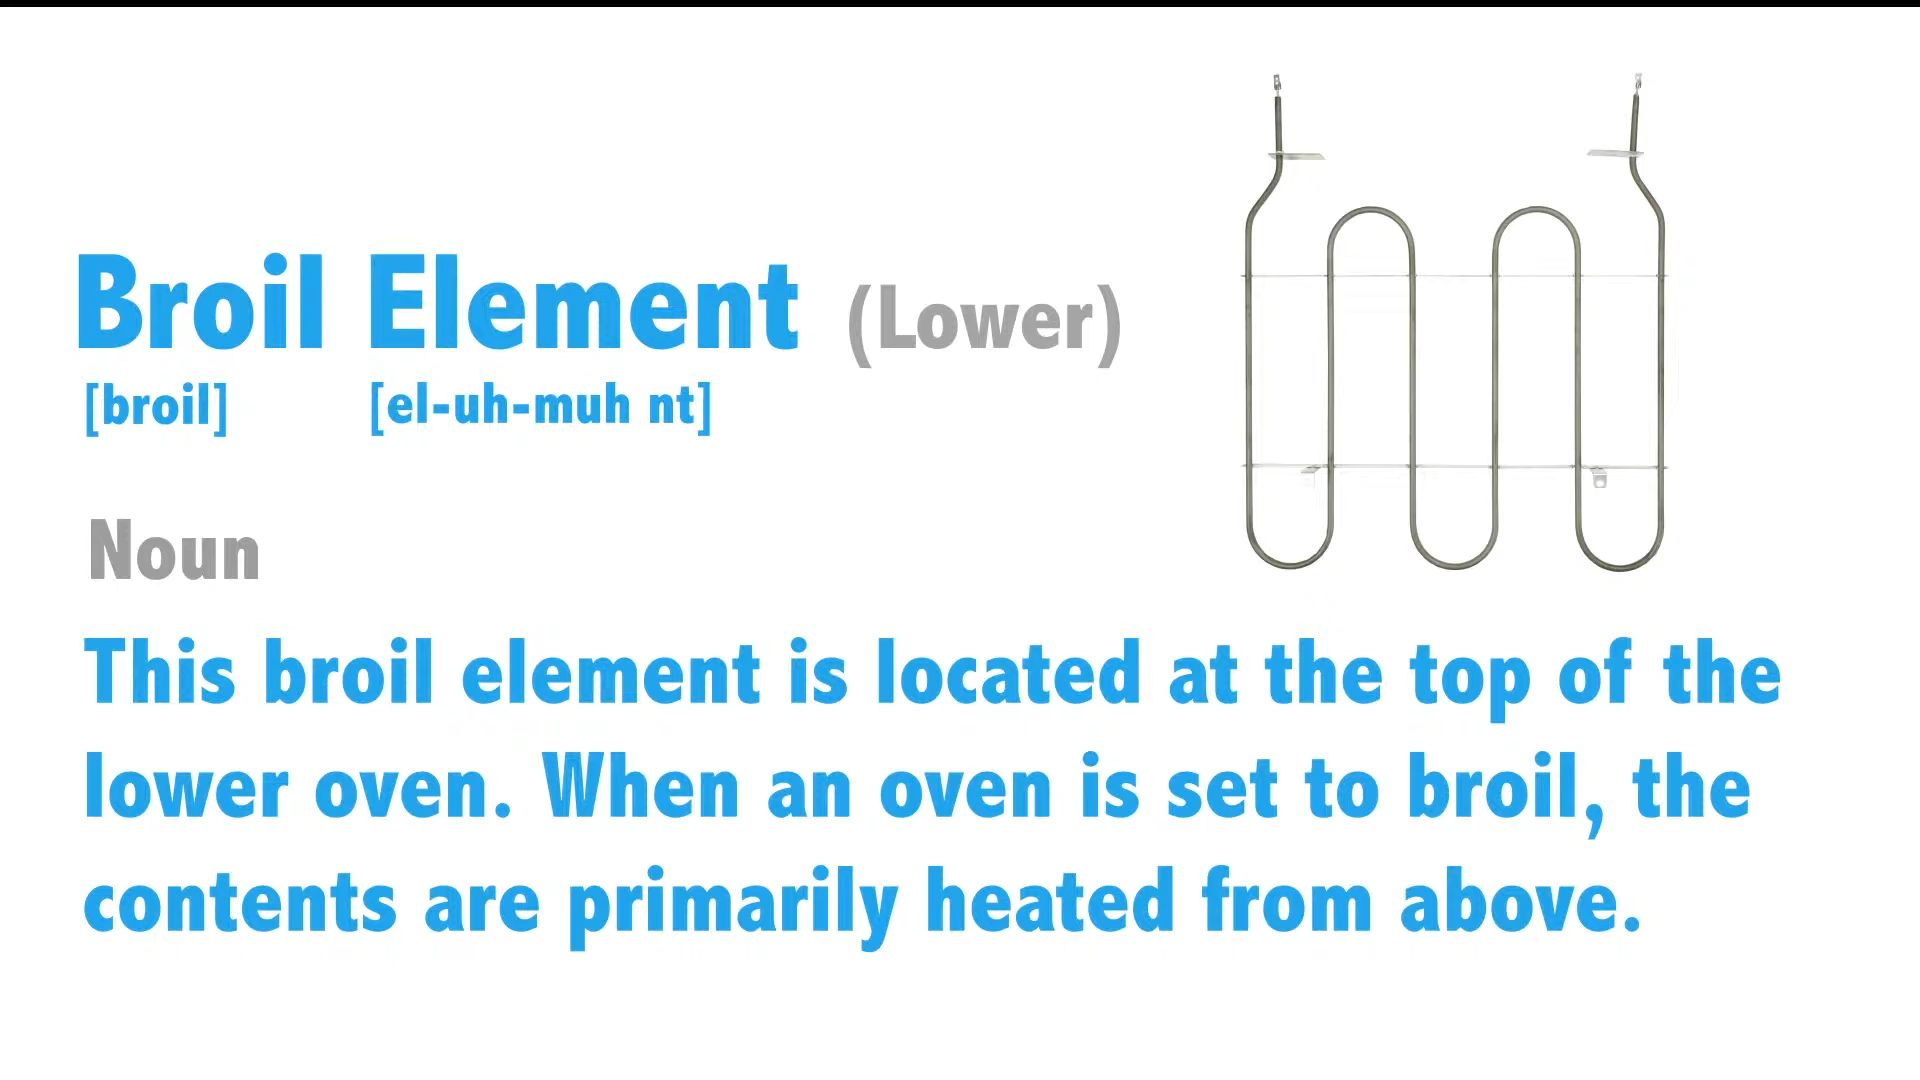 Broil Element (Lower)
[broil] [el-uh-muh nt]
Noun
This broil element is located at the top of the
lower oven. When an oven is set to broil, the
contents are primarily heated from above.